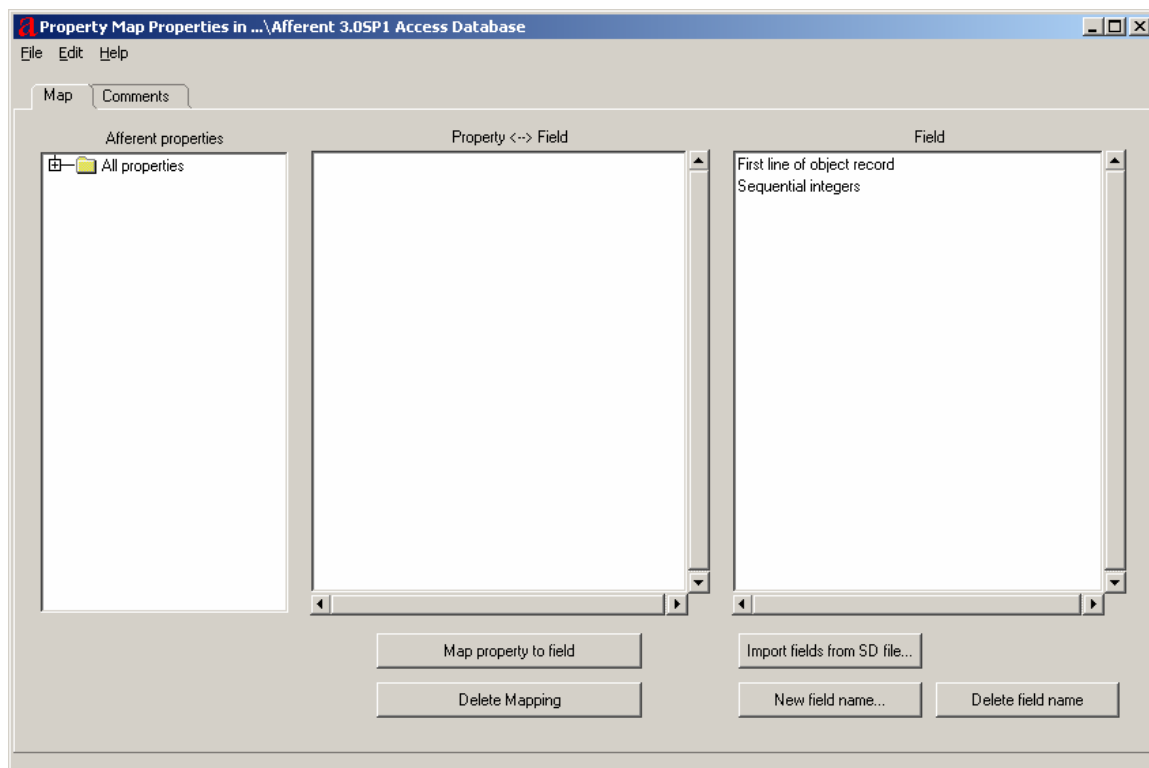 Property Map Properties in ...\Afferent 3.0SP1 Access Database
File Edit Help
Map Comments
Afferent properties
All properties
Property <--> Field
Field
First line of object record
Sequential integers
Map property to field
Delete Mapping
Import fields from SD file...
New field name...
Delete field name